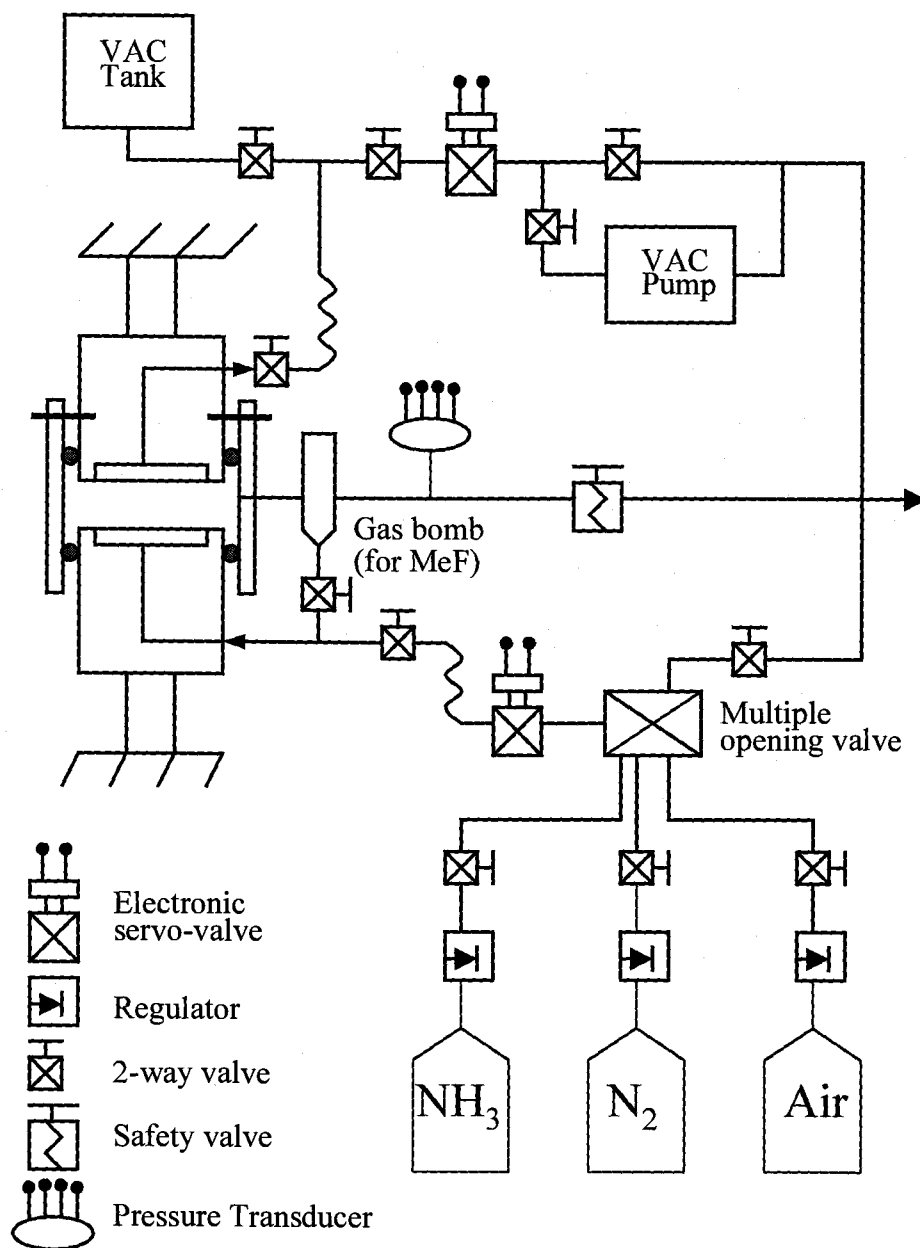 VAC
Tank
VAC
Pump
Gas bomb
(for MeF)
Multiple
opening valve
Electronic
servo-valve
Regulator
2-way valve
Safety valve
Pressure Transducer
NH₃
N₂
Air